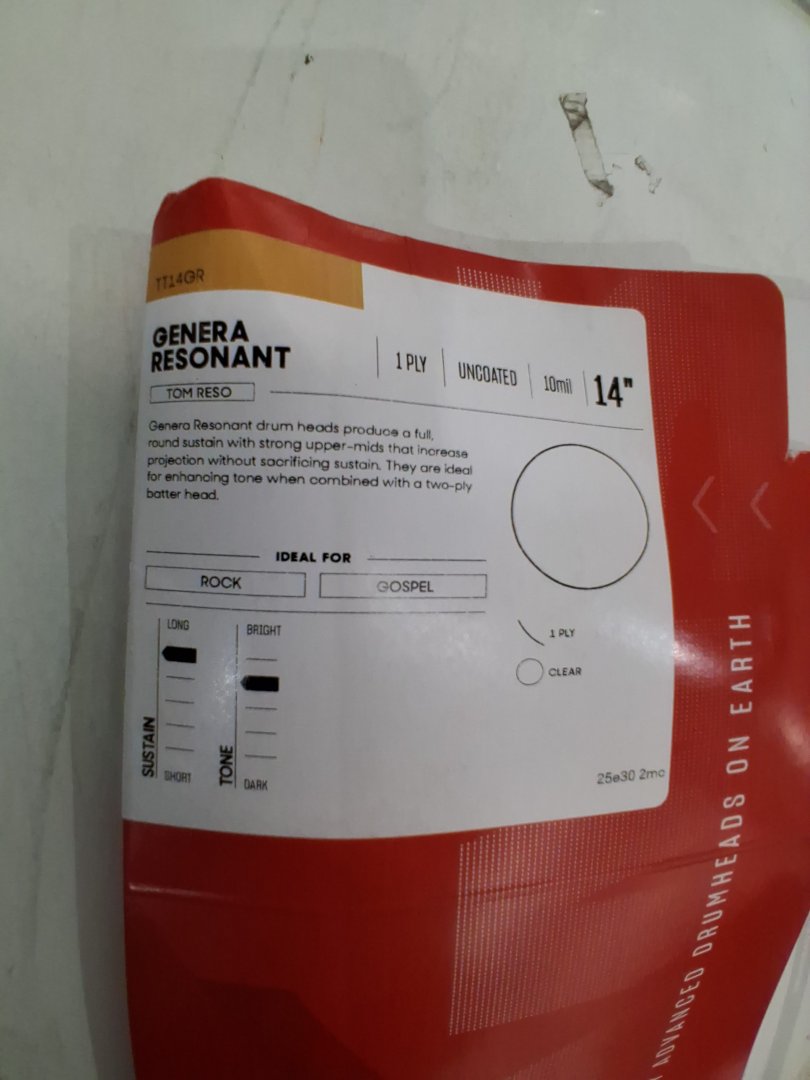 TT14GR
GENERA
RESONANT
1 PLY
UNCOATED
10mil
14"
TOM RESO
Genera Resonant drum heads produce a full,
round sustain with strong upper-mids that increase
projection without sacrificing sustain. They are ideal
for enhancing tone when combined with a two-ply
batter head.
IDEAL FOR
ROCK
GOSPEL
SUSTAIN
LONG
SHORT
TONE
BRIGHT
DARK
1 PLY
CLEAR
25e30 2mc
ADVANCED DRUMHEADS ON EARTH